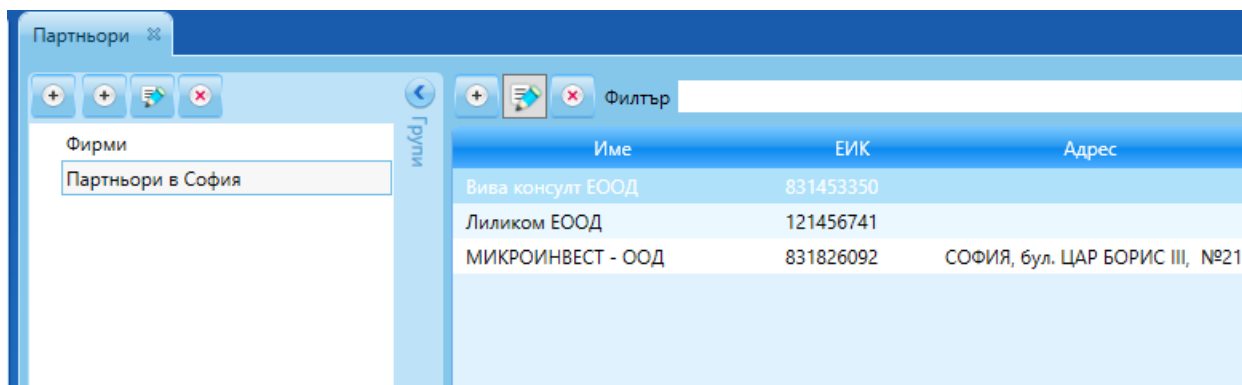 Партньори
Групи
Фирми
Партньори в София
Филтър
Име ЕИК Адрес
Вива консулт ЕООД 831453350
Лиликом ЕООД 121456741
МИКРОИНВЕСТ - ООД 831826092 СОФИЯ, бул. ЦАР БОРИС III, №21